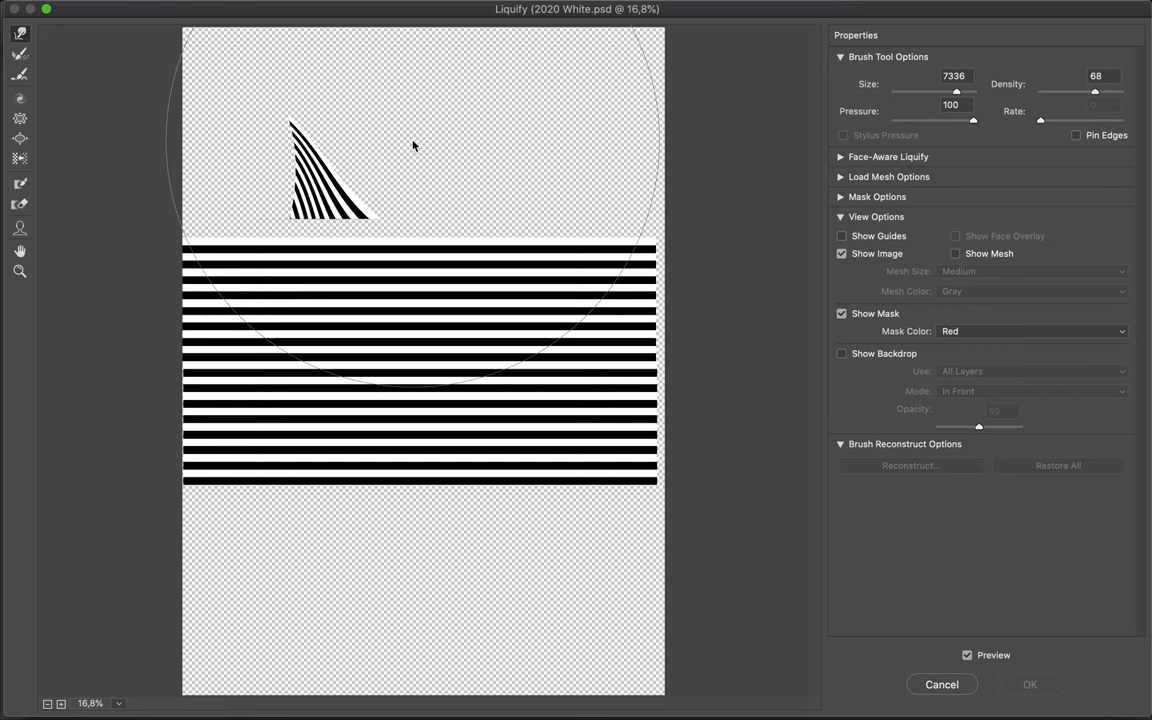 Liquify (2020 White.psd @ 16,8%)
Properties
Brush Tool Options
Size: 7336 Density: 68
Pressure: 100 Rate: 0
Stylus Pressure Pin Edges
Face-Aware Liquify
Load Mesh Options
Mask Options
View Options
Show Guides Show Face Overlay
Show Image Show Mesh
Mesh Size: Medium
Mesh Color: Gray
Show Mask
Mask Color: Red
Show Backdrop
Use: All Layers
Mode: In Front
Opacity: 50
Brush Reconstruct Options
Reconstruct... Restore All
Preview
Cancel OK
16,8%